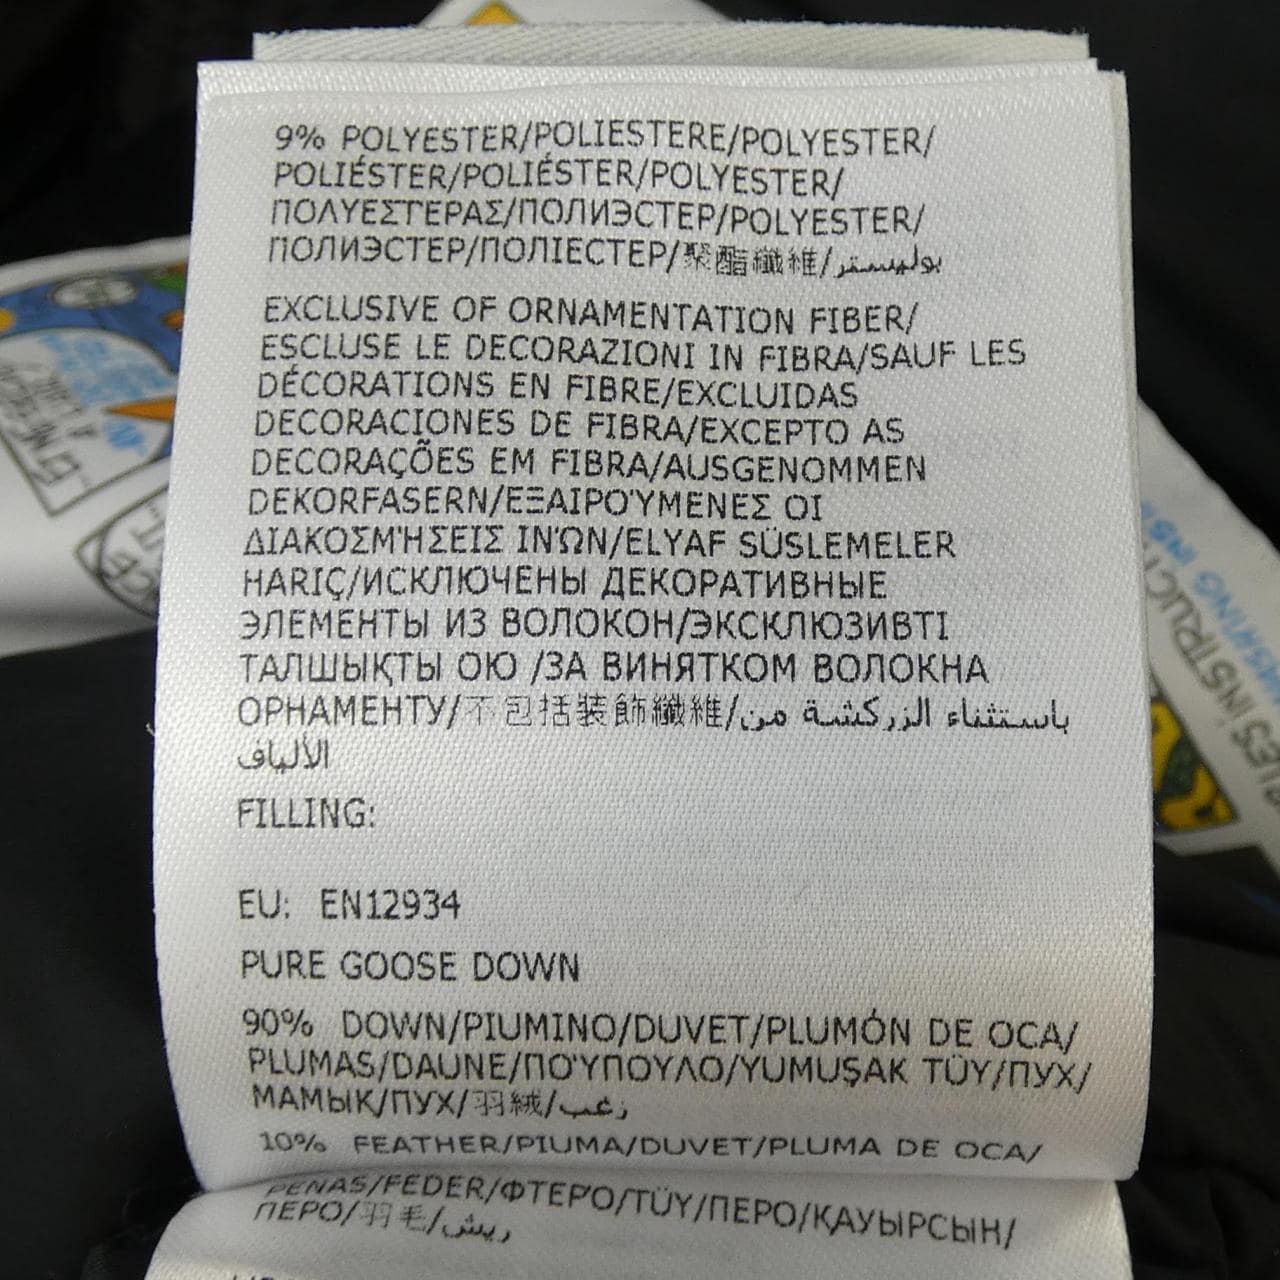 9% POLYESTER/POLIESTERE/POLYESTER/
POLIÉSTER/POLIÉSTER/POLYESTER/
ΠΟΛΥΕΣΤΕΡΑΣ/ПОЛИЭСТЕР/POLYESTER/
ПОЛИЭСТЕР/ПОЛІЕСТЕР/聚酯纖維/بوليستر
EXCLUSIVE OF ORNAMENTATION FIBER/
ESCLUSE LE DECORAZIONI IN FIBRA/SAUF LES
DÉCORATIONS EN FIBRE/EXCLUIDAS
DECORACIONES DE FIBRA/EXCEPTO AS
DECORAÇÕES EM FIBRA/AUSGENOMMEN
DEKORFASERN/ΕΞΑΙΡΟΎΜΕΝΕΣ ΟΙ
ΔΙΑΚΟΣΜΉΣΕΙΣ ΙΝΏΝ/ELYAF SÜSLEMELER
HARIÇ/ИСКЛЮЧЕНЫ ДЕКОРАТИВНЫЕ
ЭЛЕМЕНТЫ ИЗ ВОЛОКОН/ЭКСКЛЮЗИВТІ
ТАЛШЫҚТЫ ОЮ /ЗА ВИНЯТКОМ ВОЛОКНА
ОРНАМЕНТУ/不包括裝飾纖維/باستثناء الزركشة من
الألياف
FILLING:
EU: EN12934
PURE GOOSE DOWN
90% DOWN/PIUMINO/DUVET/PLUMÓN DE OCA/
PLUMAS/DAUNE/ΠΟΎΠΟΥΛΟ/YUMUŞAK TÜY/ПУХ/
МАМЫҚ/ПУХ/羽絨/زغب
10% FEATHER/PIUMA/DUVET/PLUMA DE OCA/
PENAS/FEDER/ΦΤΕΡΌ/TÜY/ПЕРО/ҚАУЫРСЫН/
ПЕРО/羽毛/ريش